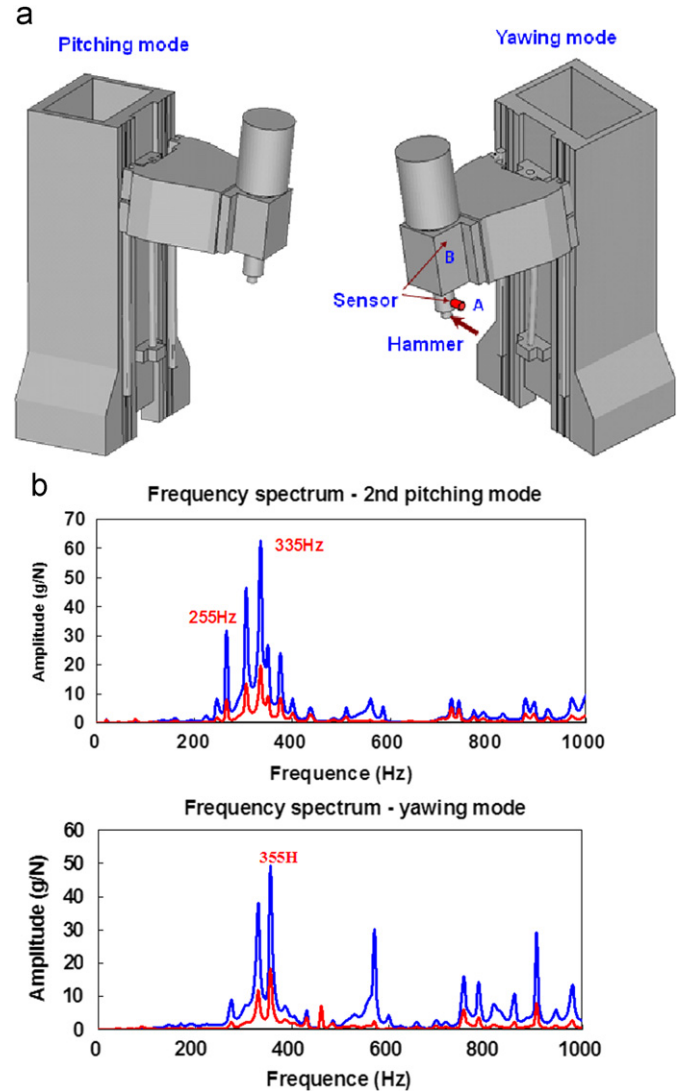 a
Pitching mode
Yawing mode
B
Sensor
A
Hammer
b
Frequency spectrum - 2nd pitching mode
Amplitude (g/N)
70
60
50
40
30
20
10
0
335Hz
255Hz
0 200 400 600 800 1000
Frequence (Hz)
Frequency spectrum - yawing mode
Amplitude (g/N)
60
50
40
30
20
10
0
355H
0 200 400 600 800 1000
Frequence (Hz)